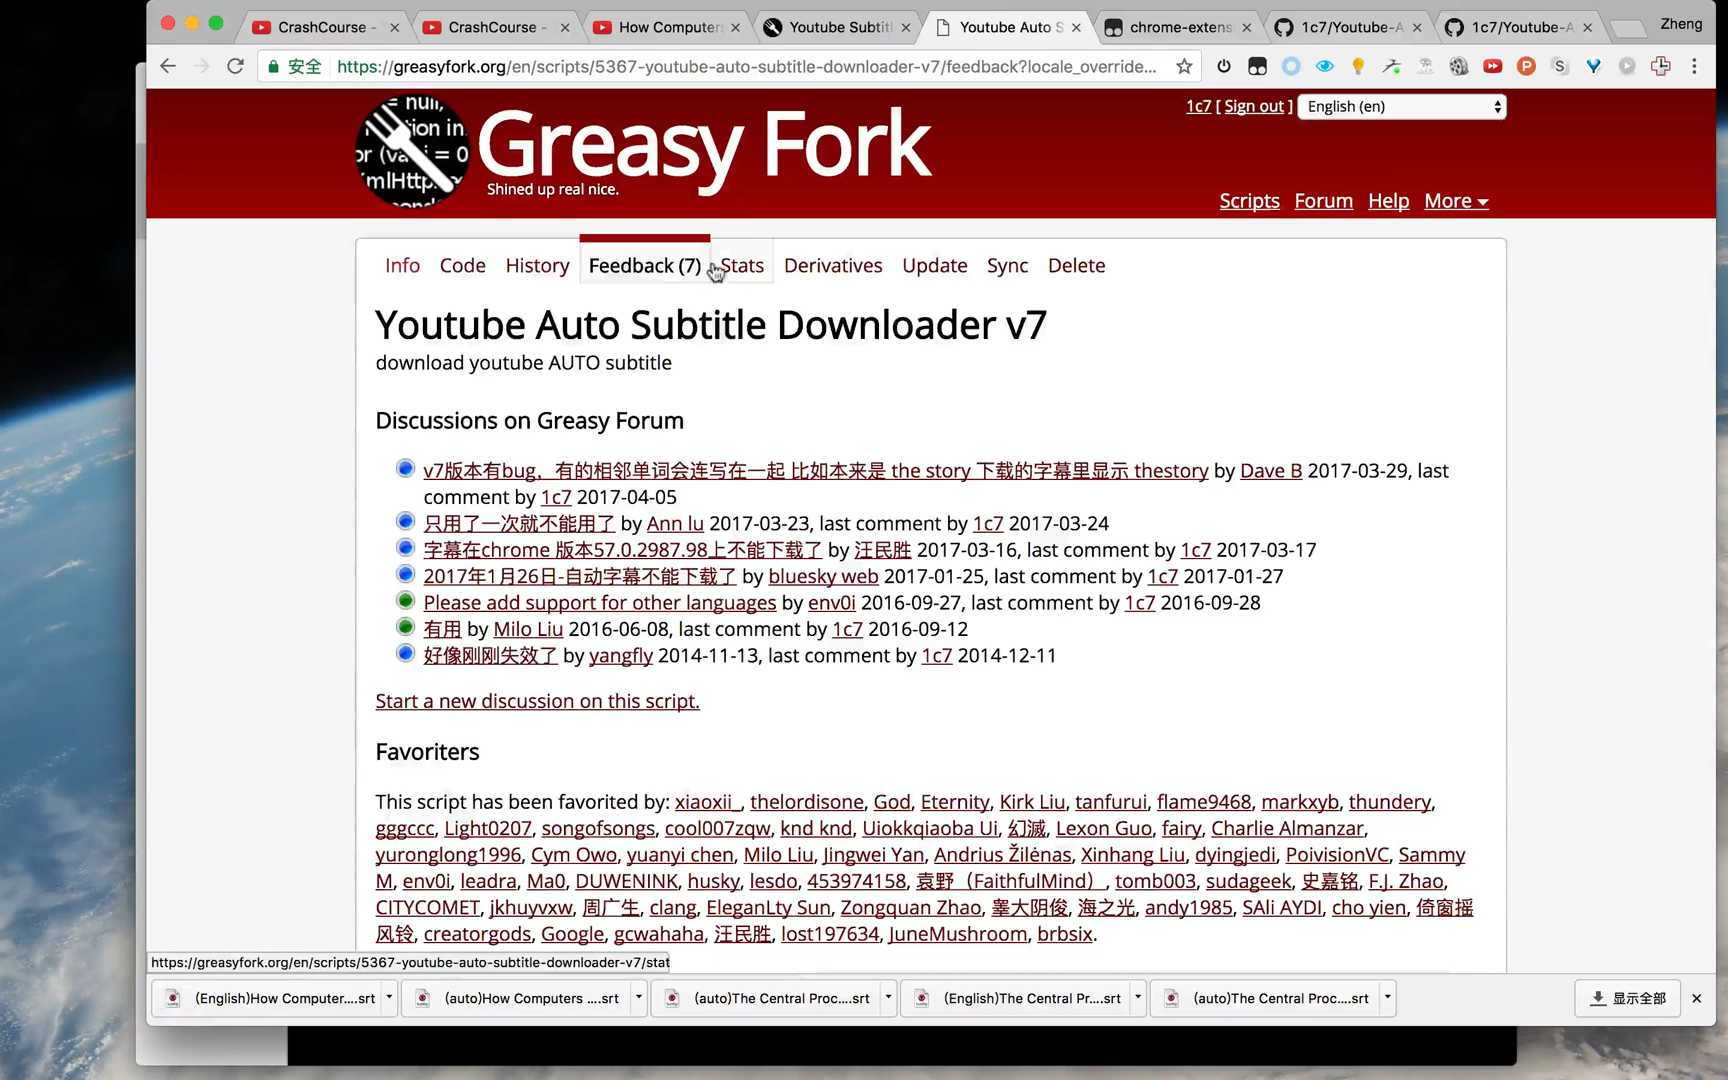 CrashCourse -
CrashCourse -
How Computer
Youtube Subtit
Youtube Auto S
chrome-extens
1c7/Youtube-A
1c7/Youtube-A
Zheng
安全 https://greasyfork.org/en/scripts/5367-youtube-auto-subtitle-downloader-v7/feedback?locale_override...
1c7 [ Sign out ] English (en)
Greasy Fork
Shined up real nice.
Scripts Forum Help More
Info Code History Feedback (7) Stats Derivatives Update Sync Delete
Youtube Auto Subtitle Downloader v7
download youtube AUTO subtitle
Discussions on Greasy Forum
v7版本有bug，有的相邻单词会连写在一起 比如本来是 the story 下载的字幕里显示 thestory by Dave B 2017-03-29, last
comment by 1c7 2017-04-05
只用了一次就不能用了 by Ann lu 2017-03-23, last comment by 1c7 2017-03-24
字幕在chrome 版本57.0.2987.98上不能下载了 by 汪民胜 2017-03-16, last comment by 1c7 2017-03-17
2017年1月26日-自动字幕不能下载了 by bluesky web 2017-01-25, last comment by 1c7 2017-01-27
Please add support for other languages by env0i 2016-09-27, last comment by 1c7 2016-09-28
有用 by Milo Liu 2016-06-08, last comment by 1c7 2016-09-12
好像刚刚失效了 by yangfly 2014-11-13, last comment by 1c7 2014-12-11
Start a new discussion on this script.
Favoriters
This script has been favorited by: xiaoxii_, thelordisone, God, Eternity, Kirk Liu, tanfurui, flame9468, markxyb, thundery,
gggccc, Light0207, songofsongs, cool007zqw, knd knd, Uiokkqiaoba Ui, 幻滅, Lexon Guo, fairy, Charlie Almanzar,
yuronglong1996, Cym Owo, yuanyi chen, Milo Liu, Jingwei Yan, Andrius Žilėnas, Xinhang Liu, dyingjedi, PoivisionVC, Sammy
M, env0i, leadra, Ma0, DUWENINK, husky, lesdo, 453974158, 袁野（FaithfulMind）, tomb003, sudageek, 史嘉铭, F.J. Zhao,
CITYCOMET, jkhuyvxw, 周广生, clang, EleganLty Sun, Zongquan Zhao, 睾大阴俊, 海之光, andy1985, SAli AYDI, cho yien, 倚窗摇
风铃, creatorgods, Google, gcwahaha, 汪民胜, lost197634, JuneMushroom, brbsix.
https://greasyfork.org/en/scripts/5367-youtube-auto-subtitle-downloader-v7/stat
(English)How Computer....srt
(auto)How Computers ....srt
(auto)The Central Proc....srt
(English)The Central Pr....srt
(auto)The Central Proc....srt
显示全部